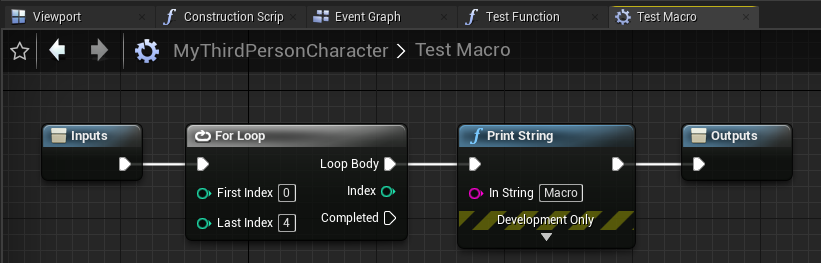 Viewport
Construction Scrip
Event Graph
Test Function
Test Macro
MyThirdPersonCharacter > Test Macro
Inputs
For Loop
Loop Body
First Index 0
Index
Last Index 4
Completed
Print String
In String Macro
Development Only
Outputs